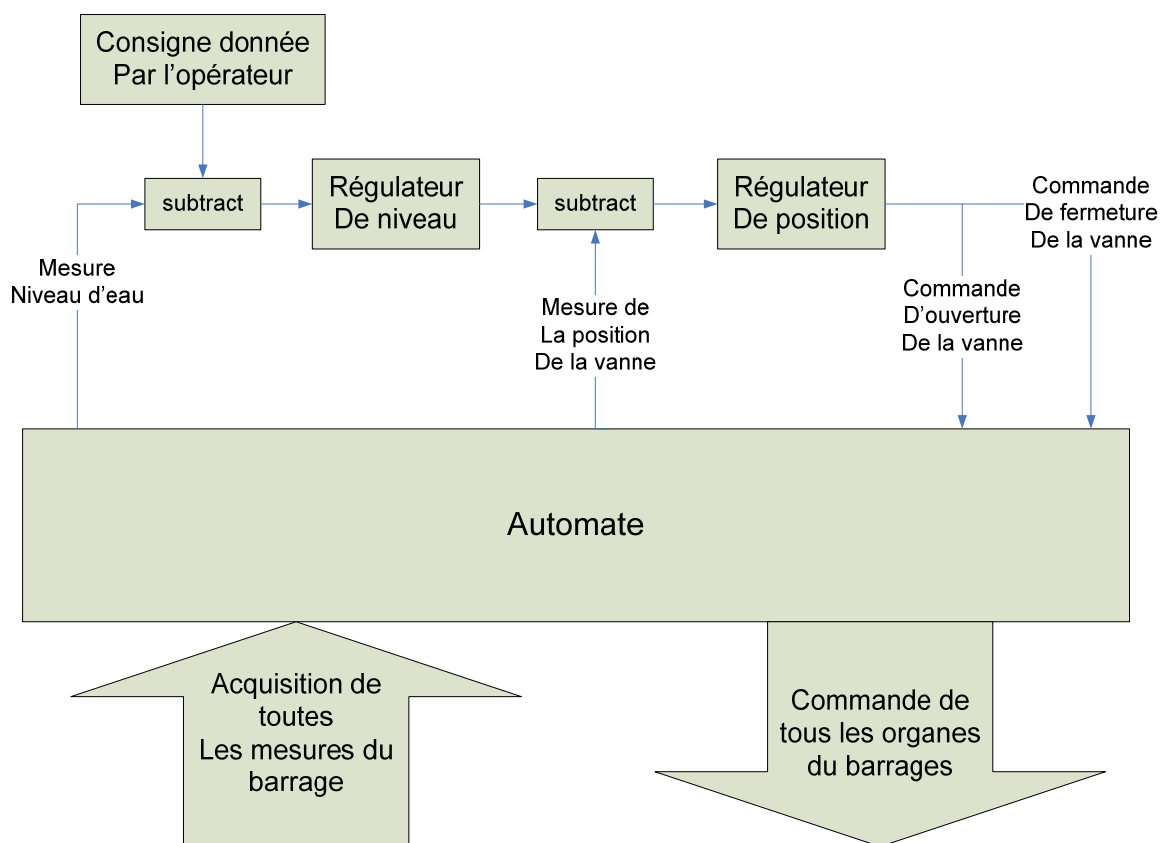 Consigne donnée
Par l'opérateur
subtract
Régulateur
De niveau
subtract
Régulateur
De position
Commande
De fermeture
De la vanne
Mesure
Niveau d'eau
Mesure de
La position
De la vanne
Commande
D'ouverture
De la vanne
Automate
Acquisition de
toutes
Les mesures du
barrage
Commande de
tous les organes
du barrages